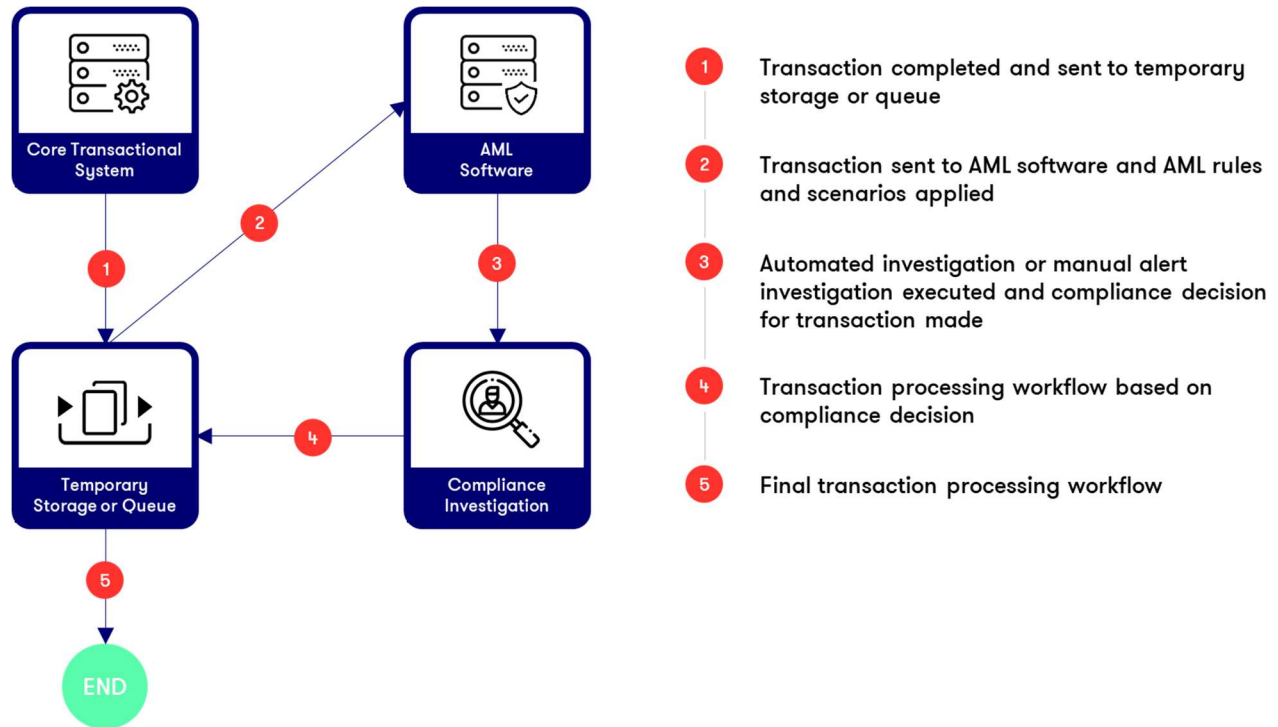 Core Transactional
System
AML
Software
1
2
3
Temporary
Storage or Queue
Compliance
Investigation
4
5
END
1
Transaction completed and sent to temporary
storage or queue
2
Transaction sent to AML software and AML rules
and scenarios applied
3
Automated investigation or manual alert
investigation executed and compliance decision
for transaction made
4
Transaction processing workflow based on
compliance decision
5
Final transaction processing workflow